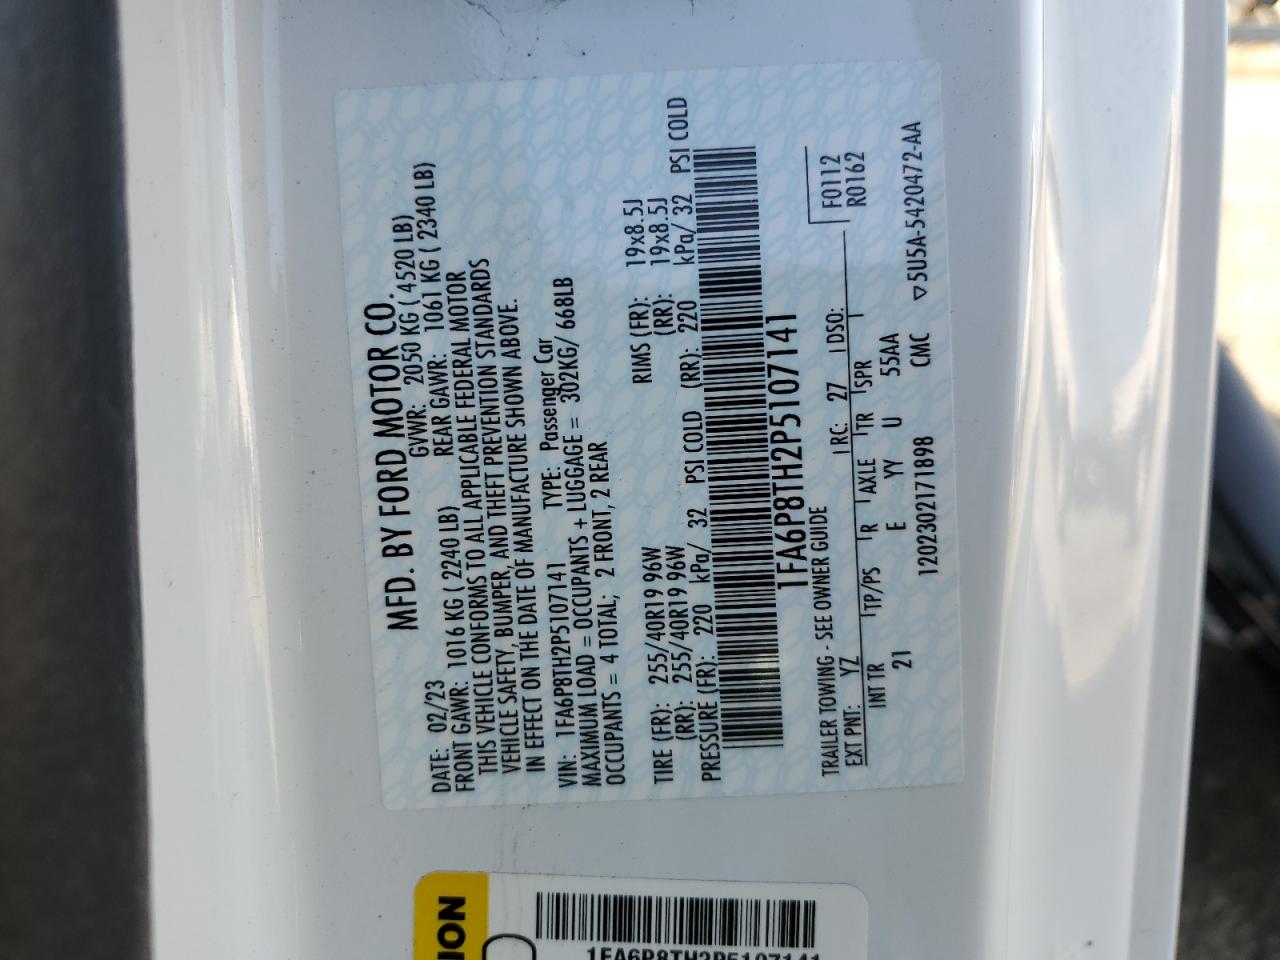 MFD. BY FORD MOTOR CO.
DATE: 02/23 GVWR: 2050 KG ( 4520 LB)
FRONT GAWR: 1016 KG ( 2240 LB) REAR GAWR: 1061 KG ( 2340 LB)
THIS VEHICLE CONFORMS TO ALL APPLICABLE FEDERAL MOTOR
VEHICLE SAFETY, BUMPER, AND THEFT PREVENTION STANDARDS
IN EFFECT ON THE DATE OF MANUFACTURE SHOWN ABOVE.
VIN: 1FA6P8TH2P5107141 TYPE: Passenger Car
MAXIMUM LOAD = OCCUPANTS + LUGGAGE = 302KG/ 668LB
OCCUPANTS = 4 TOTAL; 2 FRONT, 2 REAR
TIRE (FR): 255/40R19 96W RIMS (FR): 19x8.5J
(RR): 255/40R19 96W (RR): 19x8.5J
PRESSURE (FR): 220 kPa/ 32 PSI COLD (RR): 220 kPa/ 32 PSI COLD
1FA6P8TH2P5107141
TRAILER TOWING - SEE OWNER GUIDE F0112
EXT PNT: YZ RC: 27 DSO: R0162
INT TR TP/PS R AXLE TR SPR
21 E YY U 55AA
1202302171898 CMC ▽5U5A-5420472-AA
ION
1FA6P8TH2P5107141